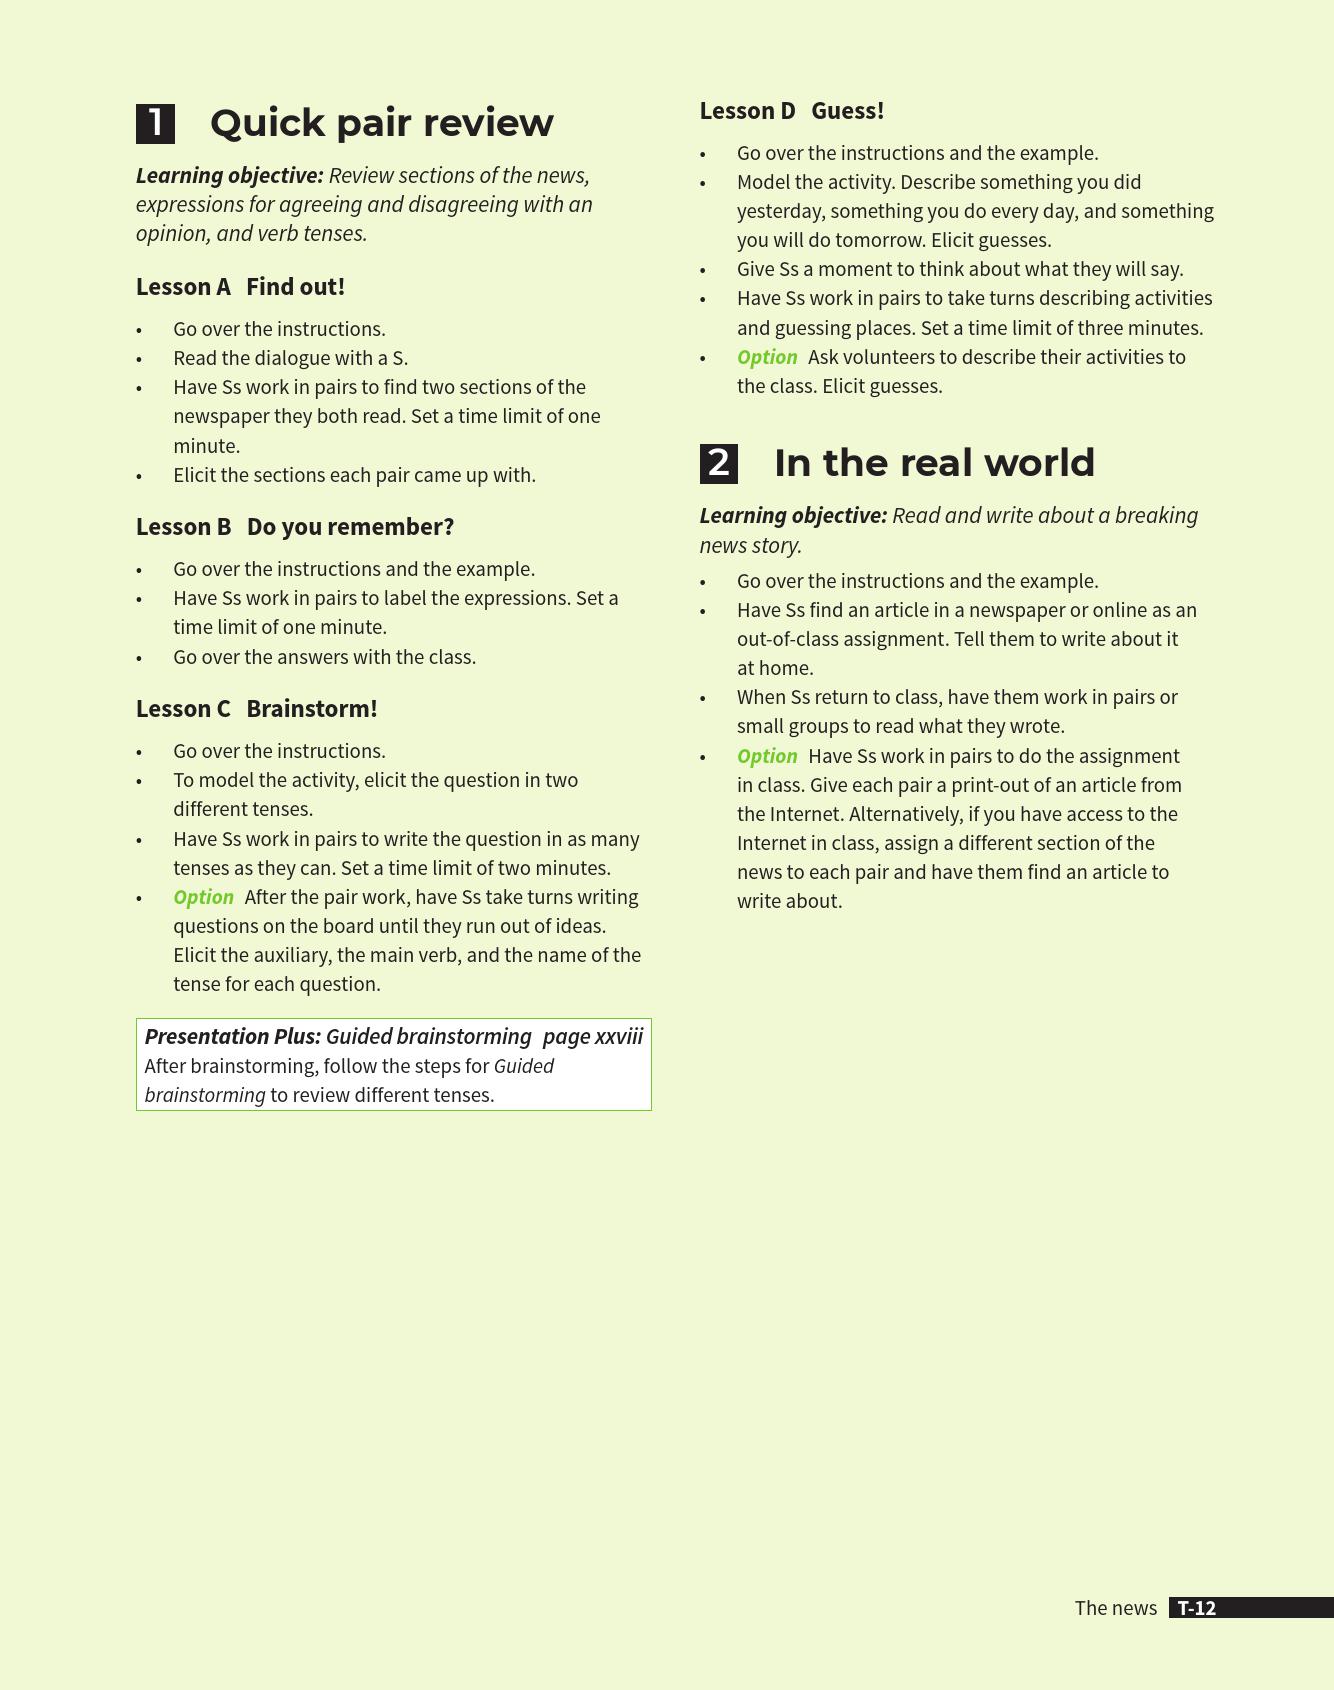 1 Quick pair review
Learning objective: Review sections of the news,
expressions for agreeing and disagreeing with an
opinion, and verb tenses.
Lesson A Find out!
• Go over the instructions.
• Read the dialogue with a S.
• Have Ss work in pairs to find two sections of the
newspaper they both read. Set a time limit of one
minute.
• Elicit the sections each pair came up with.
Lesson B Do you remember?
• Go over the instructions and the example.
• Have Ss work in pairs to label the expressions. Set a
time limit of one minute.
• Go over the answers with the class.
Lesson C Brainstorm!
• Go over the instructions.
• To model the activity, elicit the question in two
different tenses.
• Have Ss work in pairs to write the question in as many
tenses as they can. Set a time limit of two minutes.
• Option After the pair work, have Ss take turns writing
questions on the board until they run out of ideas.
Elicit the auxiliary, the main verb, and the name of the
tense for each question.
Presentation Plus: Guided brainstorming page xxviii
After brainstorming, follow the steps for Guided
brainstorming to review different tenses.
Lesson D Guess!
• Go over the instructions and the example.
• Model the activity. Describe something you did
yesterday, something you do every day, and something
you will do tomorrow. Elicit guesses.
• Give Ss a moment to think about what they will say.
• Have Ss work in pairs to take turns describing activities
and guessing places. Set a time limit of three minutes.
• Option Ask volunteers to describe their activities to
the class. Elicit guesses.
2 In the real world
Learning objective: Read and write about a breaking
news story.
• Go over the instructions and the example.
• Have Ss find an article in a newspaper or online as an
out-of-class assignment. Tell them to write about it
at home.
• When Ss return to class, have them work in pairs or
small groups to read what they wrote.
• Option Have Ss work in pairs to do the assignment
in class. Give each pair a print-out of an article from
the Internet. Alternatively, if you have access to the
Internet in class, assign a different section of the
news to each pair and have them find an article to
write about.
The news T-12